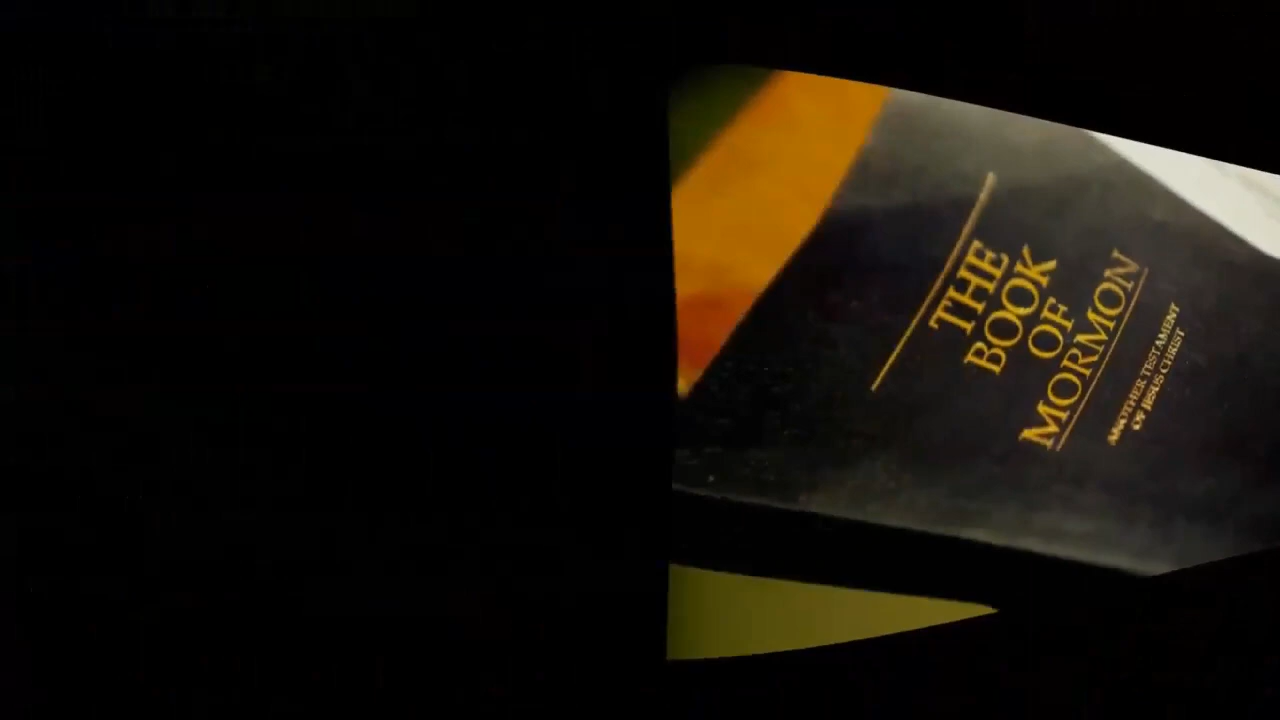 THE
BOOK
OF
MORMON
ANOTHER TESTAMENT
OF JESUS CHRIST